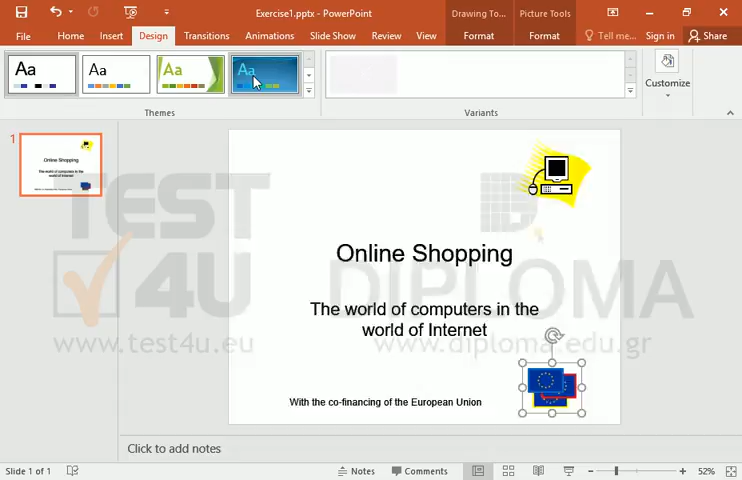 Exercise1.pptx - PowerPoint
Drawing To...
Picture Tools
File
Home
Insert
Design
Transitions
Animations
Slide Show
Review
View
Format
Format
Tell me...
Sign in
Share
Aa
Aa
Aa
Aa
Customize
Themes
Variants
1
Online Shopping
The world of computers in the
world of Internet
With the co-financing of the European Union
TEST
4U
DIPLOMA
www.test4u.eu
www.diploma.edu.gr
Click to add notes
Slide 1 of 1
Notes
Comments
52%